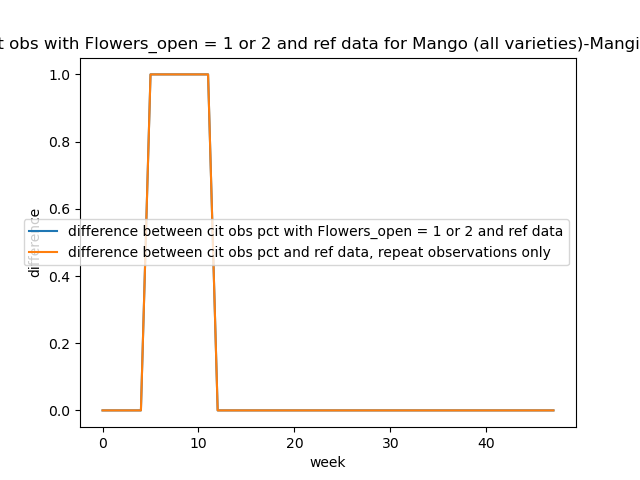 t obs with Flowers_open = 1 or 2 and ref data for Mango (all varieties)-Mangi
1.0
0.8
0.6
0.4
0.2
0.0
difference
difference between cit obs pct with Flowers_open = 1 or 2 and ref data
difference between cit obs pct and ref data, repeat observations only
0 10 20 30 40
week